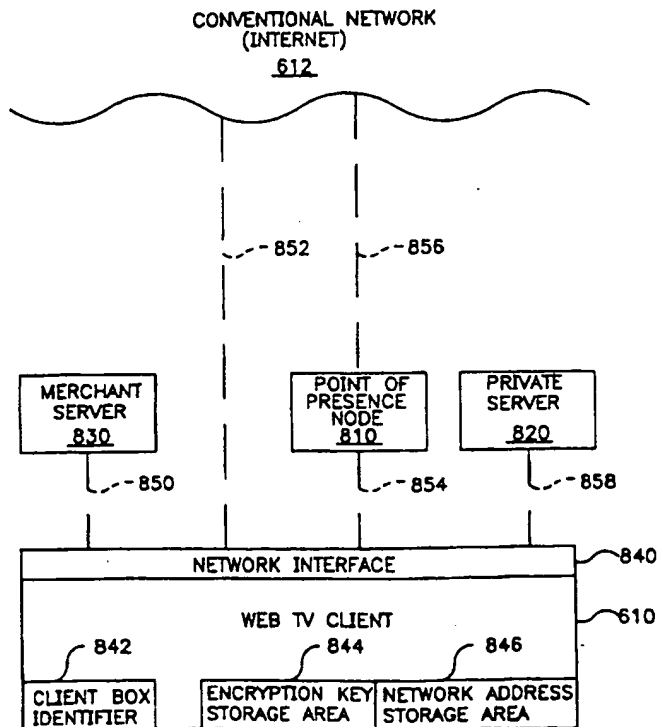 CONVENTIONAL NETWORK
(INTERNET)
612
852
856
MERCHANT
SERVER
830
POINT OF
PRESENCE
NODE
810
PRIVATE
SERVER
820
850
854
858
NETWORK INTERFACE
840
WEB TV CLIENT
610
842
844
846
CLIENT BOX
IDENTIFIER
ENCRYPTION KEY
STORAGE AREA
NETWORK ADDRESS
STORAGE AREA